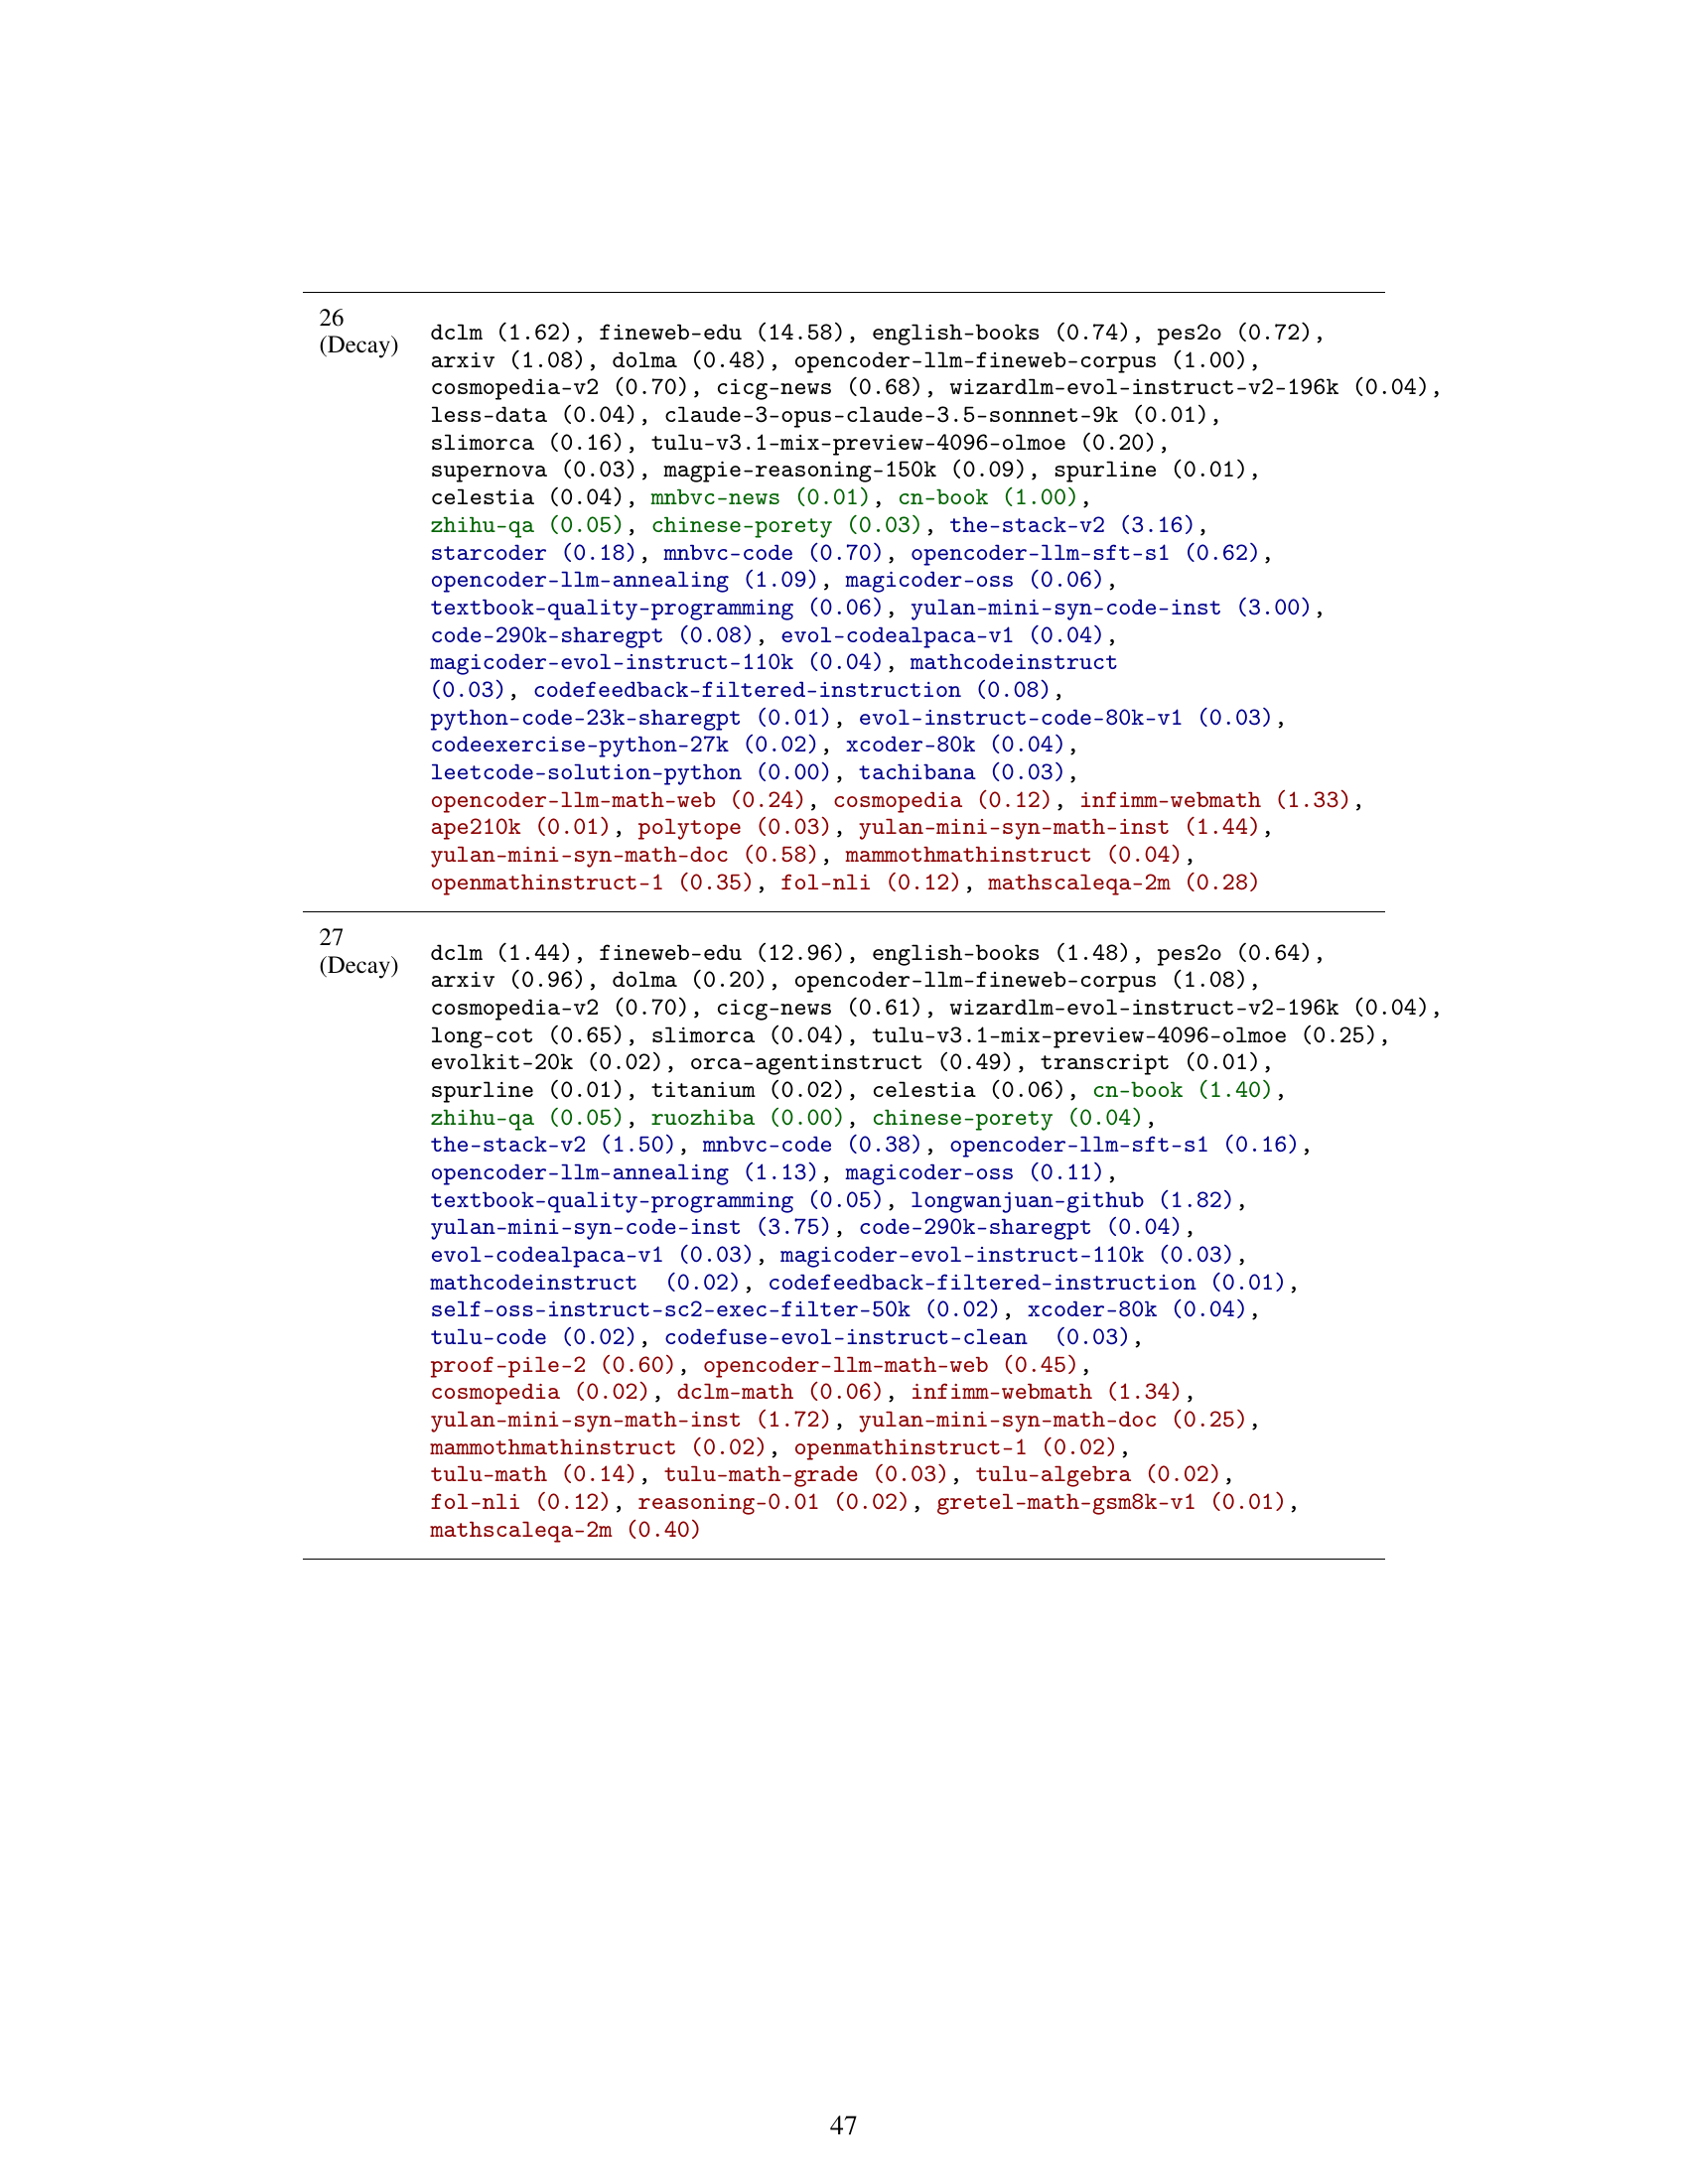 26
(Decay)
dclm (1.62), fineweb-edu (14.58), english-books (0.74), pes2o (0.72),
arxiv (1.08), dolma (0.48), opencoder-llm-fineweb-corpus (1.00),
cosmopedia-v2 (0.70), cicg-news (0.68), wizardlm-evol-instruct-v2-196k (0.04),
less-data (0.04), claude-3-opus-claude-3.5-sonnnet-9k (0.01),
slimorca (0.16), tulu-v3.1-mix-preview-4096-olmoe (0.20),
supernova (0.03), magpie-reasoning-150k (0.09), spurline (0.01),
celestia (0.04), mnbvc-news (0.01), cn-book (1.00),
zhihu-qa (0.05), chinese-porety (0.03), the-stack-v2 (3.16),
starcoder (0.18), mnbvc-code (0.70), opencoder-llm-sft-s1 (0.62),
opencoder-llm-annealing (1.09), magicoder-oss (0.06),
textbook-quality-programming (0.06), yulan-mini-syn-code-inst (3.00),
code-290k-sharegpt (0.08), evol-codealpaca-v1 (0.04),
magicoder-evol-instruct-110k (0.04), mathcodeinstruct
(0.03), codefeedback-filtered-instruction (0.08),
python-code-23k-sharegpt (0.01), evol-instruct-code-80k-v1 (0.03),
codeexercise-python-27k (0.02), xcoder-80k (0.04),
leetcode-solution-python (0.00), tachibana (0.03),
opencoder-llm-math-web (0.24), cosmopedia (0.12), infimm-webmath (1.33),
ape210k (0.01), polytope (0.03), yulan-mini-syn-math-inst (1.44),
yulan-mini-syn-math-doc (0.58), mammothmathinstruct (0.04),
openmathinstruct-1 (0.35), fol-nli (0.12), mathscaleqa-2m (0.28)
27
(Decay)
dclm (1.44), fineweb-edu (12.96), english-books (1.48), pes2o (0.64),
arxiv (0.96), dolma (0.20), opencoder-llm-fineweb-corpus (1.08),
cosmopedia-v2 (0.70), cicg-news (0.61), wizardlm-evol-instruct-v2-196k (0.04),
long-cot (0.65), slimorca (0.04), tulu-v3.1-mix-preview-4096-olmoe (0.25),
evolkit-20k (0.02), orca-agentinstruct (0.49), transcript (0.01),
spurline (0.01), titanium (0.02), celestia (0.06), cn-book (1.40),
zhihu-qa (0.05), ruozhiba (0.00), chinese-porety (0.04),
the-stack-v2 (1.50), mnbvc-code (0.38), opencoder-llm-sft-s1 (0.16),
opencoder-llm-annealing (1.13), magicoder-oss (0.11),
textbook-quality-programming (0.05), longwanjuan-github (1.82),
yulan-mini-syn-code-inst (3.75), code-290k-sharegpt (0.04),
evol-codealpaca-v1 (0.03), magicoder-evol-instruct-110k (0.03),
mathcodeinstruct (0.02), codefeedback-filtered-instruction (0.01),
self-oss-instruct-sc2-exec-filter-50k (0.02), xcoder-80k (0.04),
tulu-code (0.02), codefuse-evol-instruct-clean (0.03),
proof-pile-2 (0.60), opencoder-llm-math-web (0.45),
cosmopedia (0.02), dclm-math (0.06), infimm-webmath (1.34),
yulan-mini-syn-math-inst (1.72), yulan-mini-syn-math-doc (0.25),
mammothmathinstruct (0.02), openmathinstruct-1 (0.02),
tulu-math (0.14), tulu-math-grade (0.03), tulu-algebra (0.02),
fol-nli (0.12), reasoning-0.01 (0.02), gretel-math-gsm8k-v1 (0.01),
mathscaleqa-2m (0.40)
47